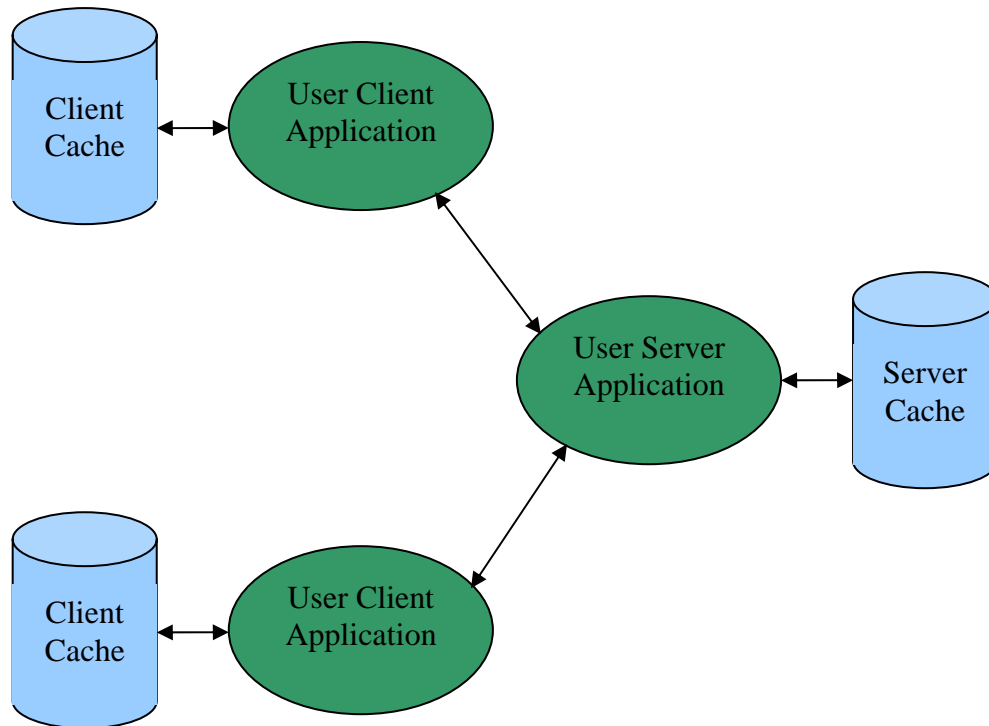 Client
Cache
User Client
Application
User Server
Application
Server
Cache
Client
Cache
User Client
Application